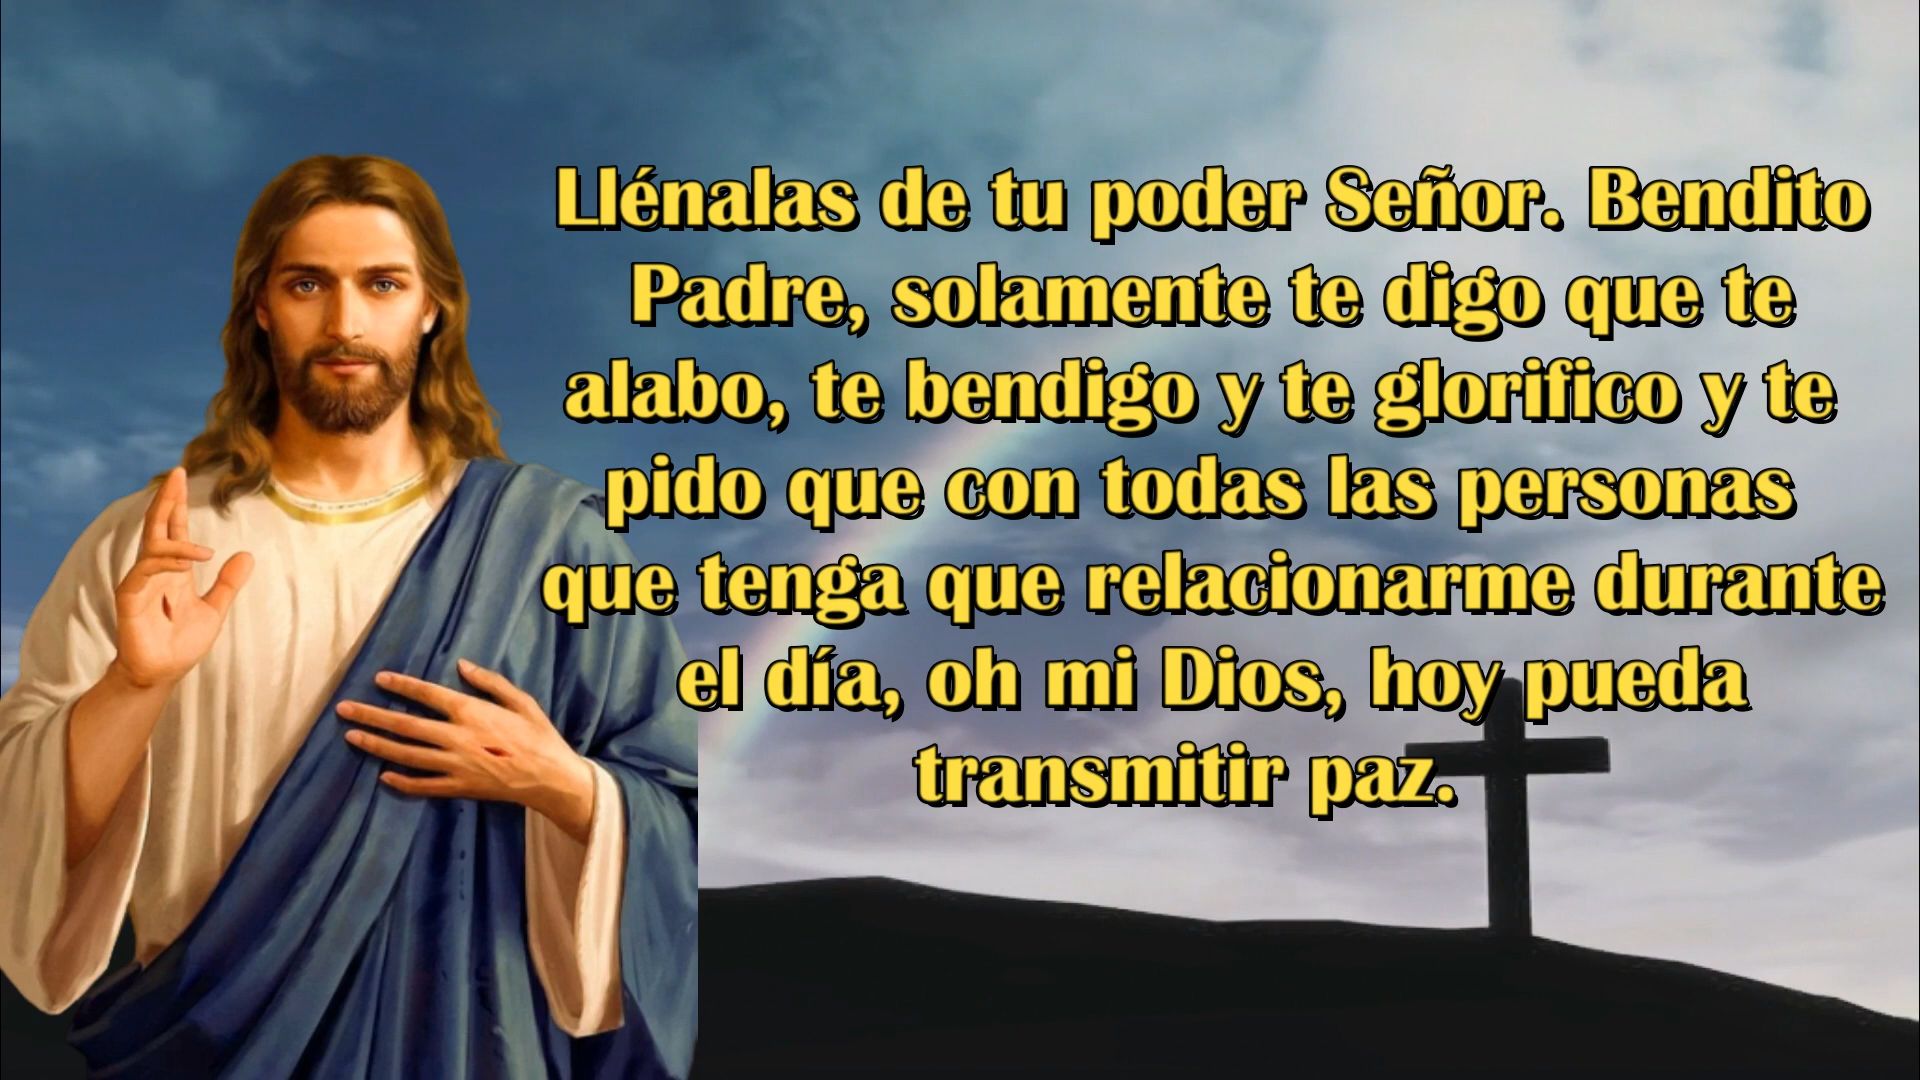 Llénalas de tu poder Señor. Bendito
Padre, solamente te digo que te
alabo, te bendigo y te glorifico y te
pido que con todas las personas
que tenga que relacionarme durante
el día, oh mi Dios, hoy pueda
transmitir paz.